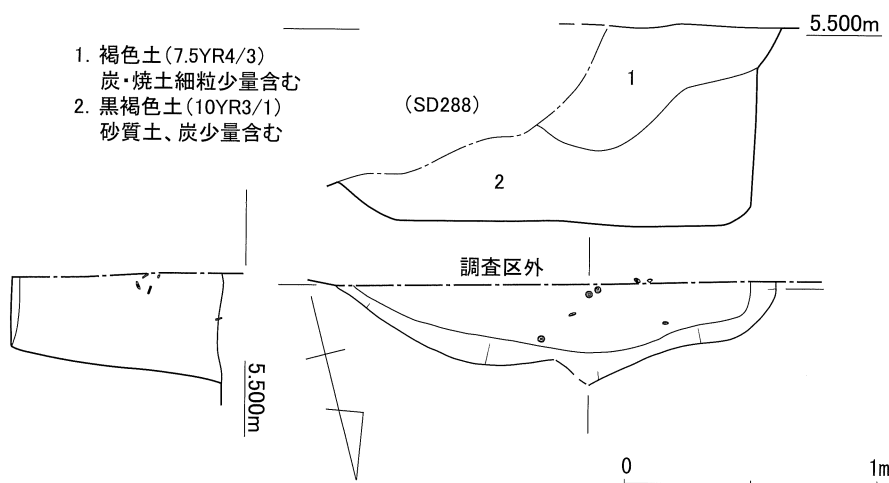 5.500m
1. 褐色土(7.5YR4/3)
炭・焼土細粒少量含む
2. 黒褐色土(10YR3/1)
砂質土、炭少量含む
(SD288)
1
2
調査区外
5.500m
0
1m